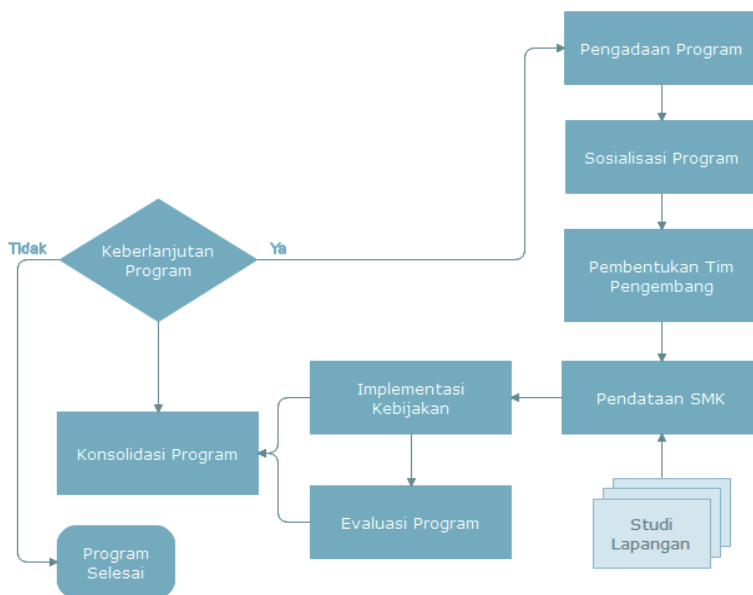 Pengadaan Program
Sosialisasi Program
Tidak
Keberlanjutan
Program
Ya
Pembentukan Tim
Pengembang
Implementasi
Kebijakan
Pendataan SMK
Konsolidasi Program
Evaluasi Program
Studi
Lapangan
Program
Selesai